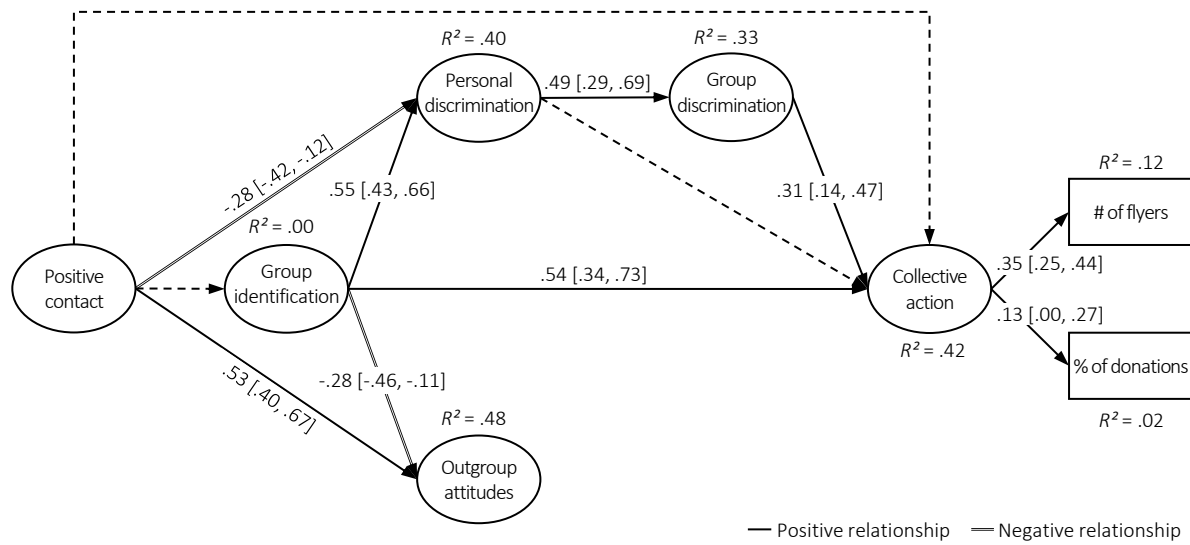 R² = .40
R² = .33
Personal
discrimination
.49 [.29, .69]
Group
discrimination
-.28 [-.42, -.12]
.55 [.43, .66]
.31 [.14, .47]
R² = .12
# of flyers
R² = .00
Positive
contact
Group
identification
.54 [.34, .73]
Collective
action
.35 [.25, .44]
.13 [.00, .27]
R² = .42
% of donations
R² = .02
.53 [.40, .67]
-.28 [-.46, -.11]
R² = .48
Outgroup
attitudes
Positive relationship
Negative relationship